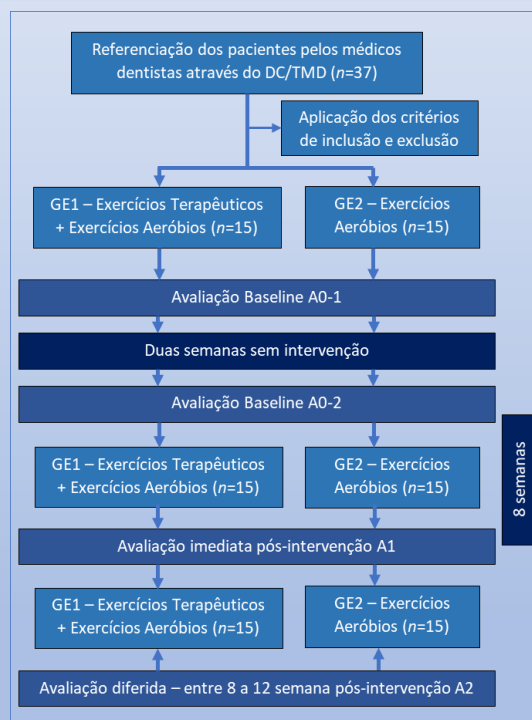 Referenciação dos pacientes pelos médicos
dentistas através do DC/TMD (n=37)
Aplicação dos critérios
de inclusão e exclusão
GE1 – Exercícios Terapêuticos
+ Exercícios Aeróbios (n=15)
GE2 – Exercícios
Aeróbios (n=15)
Avaliação Baseline A0-1
Duas semanas sem intervenção
Avaliação Baseline A0-2
GE1 – Exercícios Terapêuticos
+ Exercícios Aeróbios (n=15)
GE2 – Exercícios
Aeróbios (n=15)
8 semanas
Avaliação imediata pós-intervenção A1
GE1 – Exercícios Terapêuticos
+ Exercícios Aeróbios (n=15)
GE2 – Exercícios
Aeróbios (n=15)
Avaliação diferida – entre 8 a 12 semana pós-intervenção A2